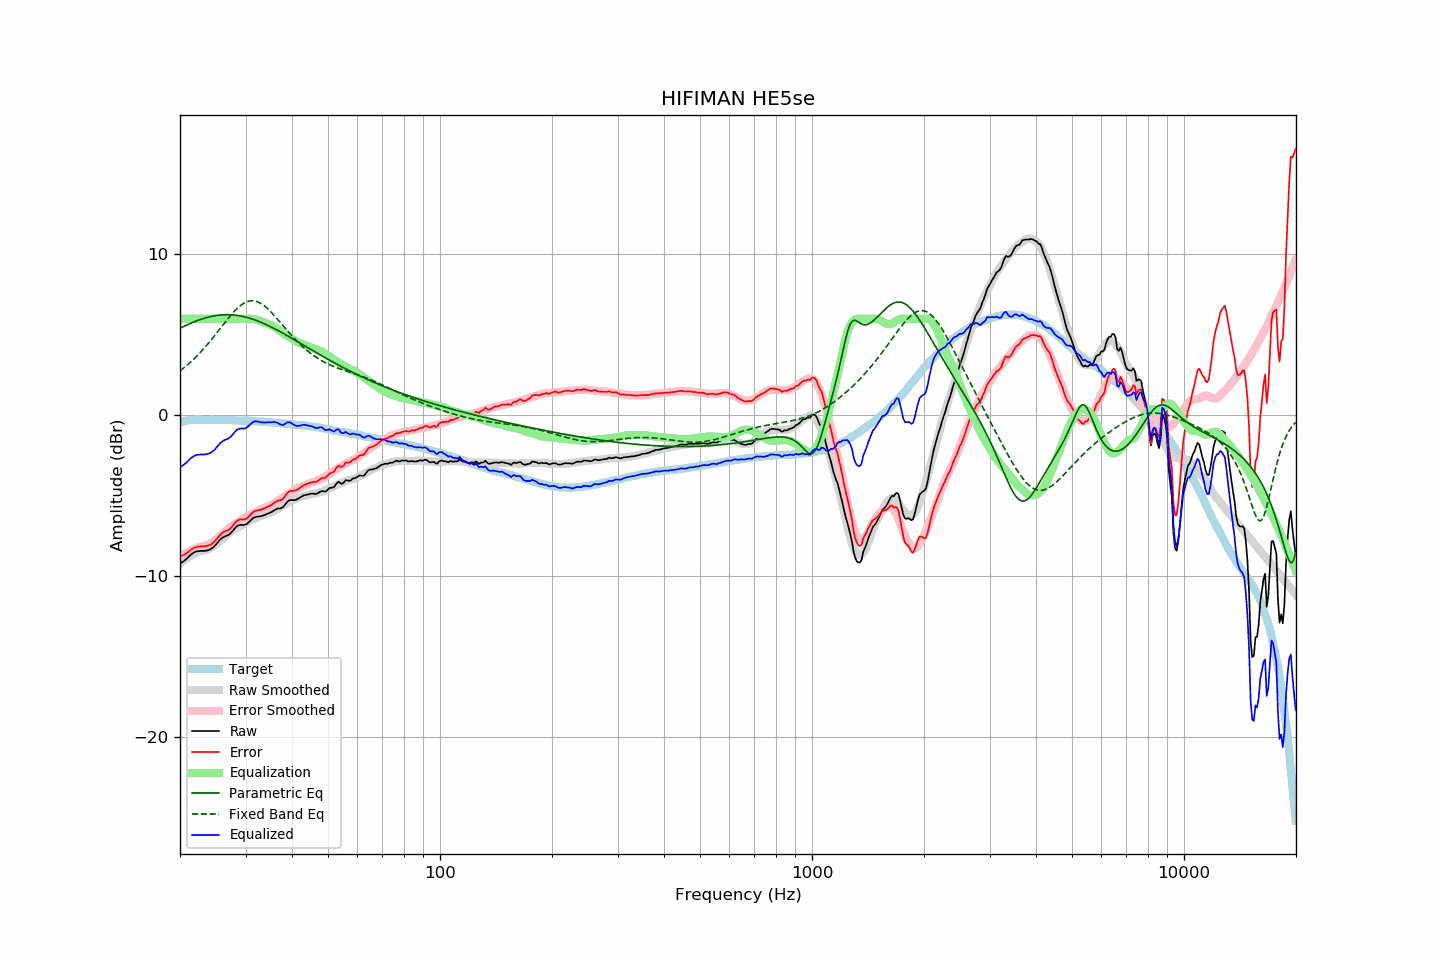 HIFIMAN HE5se
Amplitude (dBr)
10
0
−10
−20
Target
Raw Smoothed
Error Smoothed
Raw
Error
Equalization
Parametric Eq
Fixed Band Eq
Equalized
100
1000
10000
Frequency (Hz)